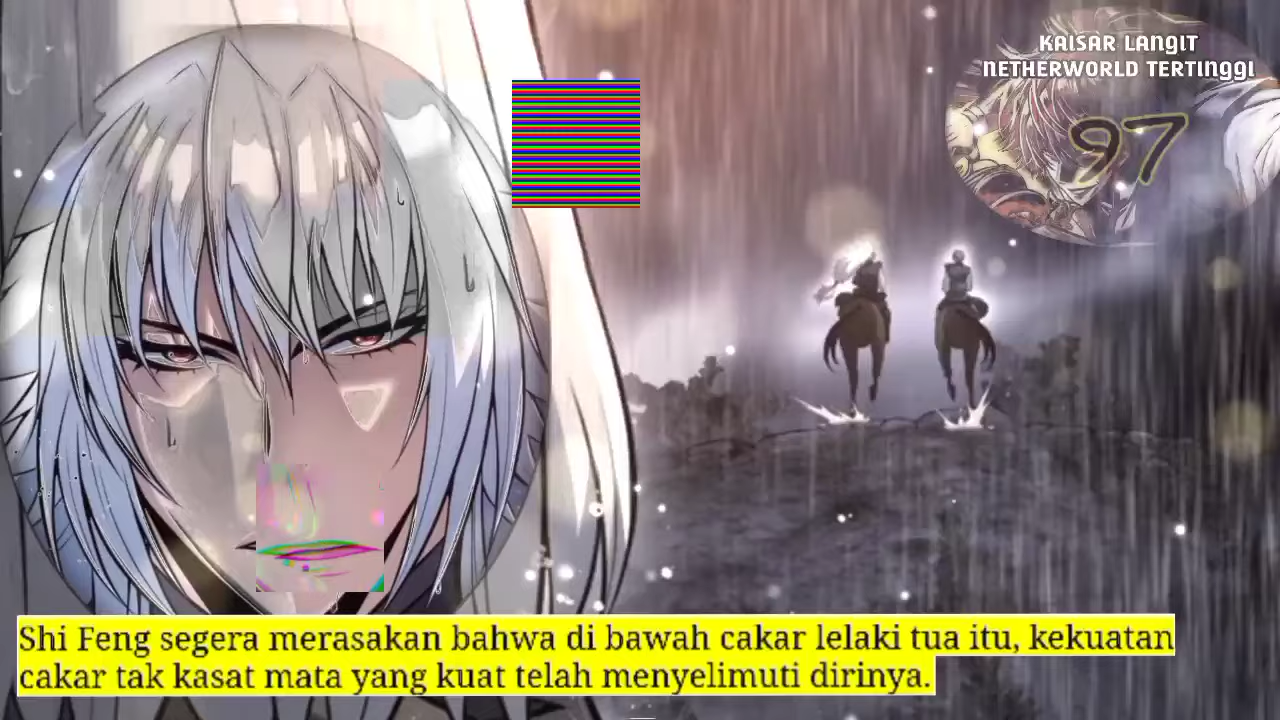 KAISAR LANGIT
NETHERWORLD TERTINGGI
97
Shi Feng segera merasakan bahwa di bawah cakar lelaki tua itu, kekuatan
cakar tak kasat mata yang kuat telah menyelimuti dirinya.